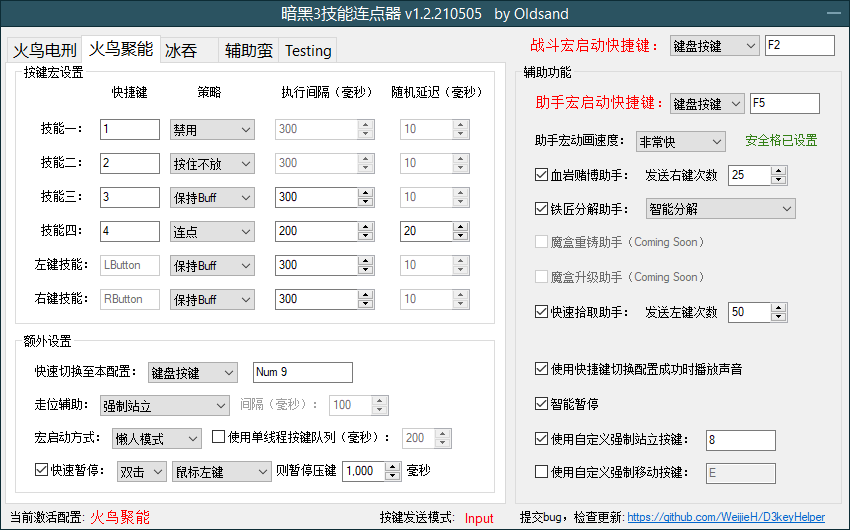 暗黑3技能连点器 v1.2.210505   by Oldsand
火鸟电刑 火鸟聚能 冰吞 辅助蛮 Testing
战斗宏启动快捷键： 键盘按键 F2
按键宏设置
快捷键 策略 执行间隔（毫秒） 随机延迟（毫秒）
技能一： 1 禁用 300 10
技能二： 2 按住不放 300 10
技能三： 3 保持Buff 300 10
技能四： 4 连点 200 20
左键技能： LButton 保持Buff 300 10
右键技能： RButton 保持Buff 300 10
额外设置
快速切换至本配置： 键盘按键 Num 9
走位辅助： 强制站立 间隔（毫秒）： 100
宏启动方式： 懒人模式 使用单线程按键队列（毫秒）： 200
快速暂停： 双击 鼠标左键 则暂停压键 1,000 毫秒
辅助功能
助手宏启动快捷键： 键盘按键 F5
助手宏动画速度： 非常快 安全格已设置
血岩赌博助手： 发送右键次数 25
铁匠分解助手： 智能分解
魔盒重铸助手（Coming Soon）
魔盒升级助手（Coming Soon）
快速拾取助手： 发送左键次数 50
使用快捷键切换配置成功时播放声音
智能暂停
使用自定义强制站立按键： 8
使用自定义强制移动按键： E
当前激活配置: 火鸟聚能 按键发送模式: Input 提交bug，检查更新: https://github.com/WeijieH/D3keyHelper